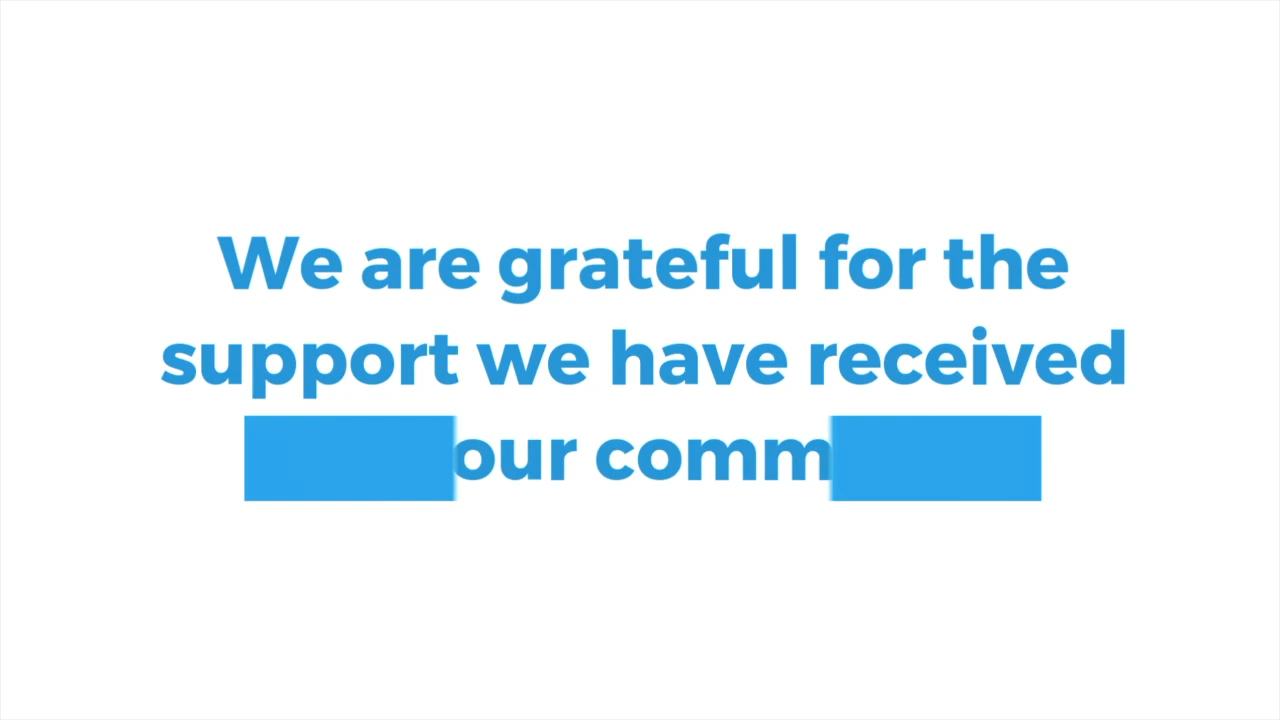 We are grateful for the
support we have received
our comm